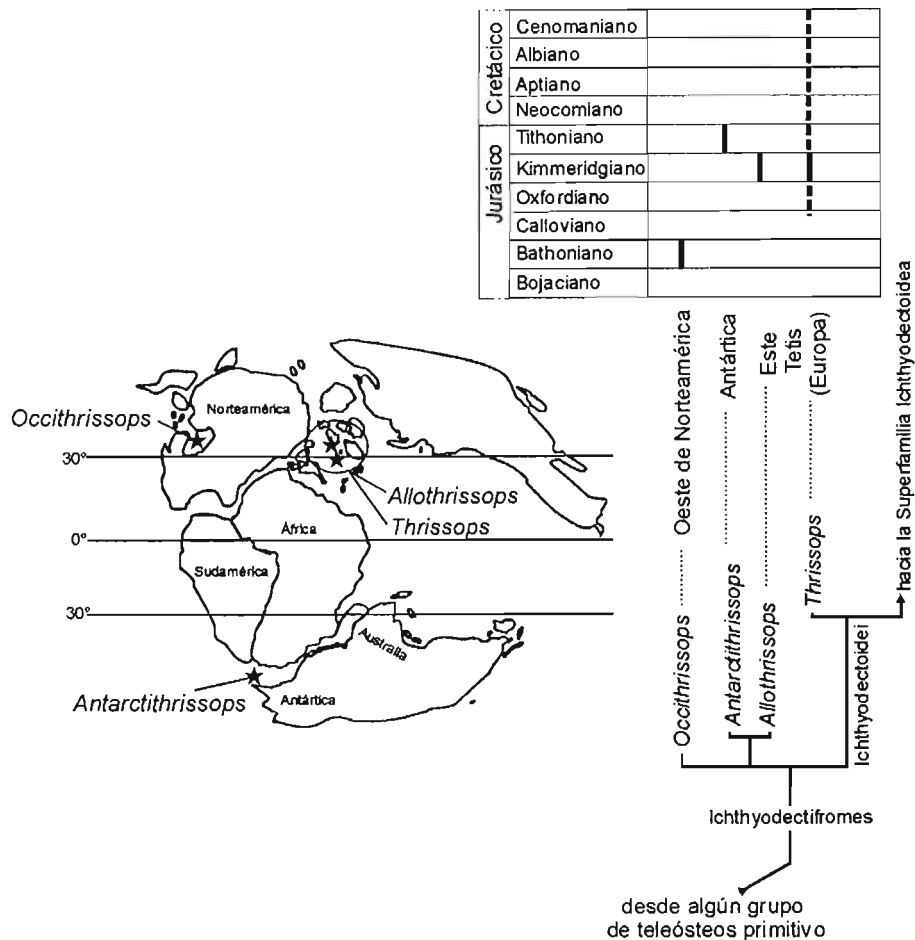 Cretácico
Jurásico
Cenomaniano
Albiano
Aptiano
Neocomiano
Tithoniano
Kimmeridgiano
Oxfordiano
Calloviano
Bathoniano
Bojaciano
Occithrissops
Norteamérica
30°
Allothrissops
Thrissops
África
0°
Sudamérica
30°
Australia
Antarctithrissops
Antártica
Occithrissops ........ Oeste de Norteamérica
Antarctithrissops ........ Antártica
Allothrissops ........ Este
Tetis
Thrissops ........ (Europa)
hacia la Superfamilia Ichthyodectoidea
Ichthyodectoidei
Ichthyodectifromes
desde algún grupo
de teleósteos primitivo